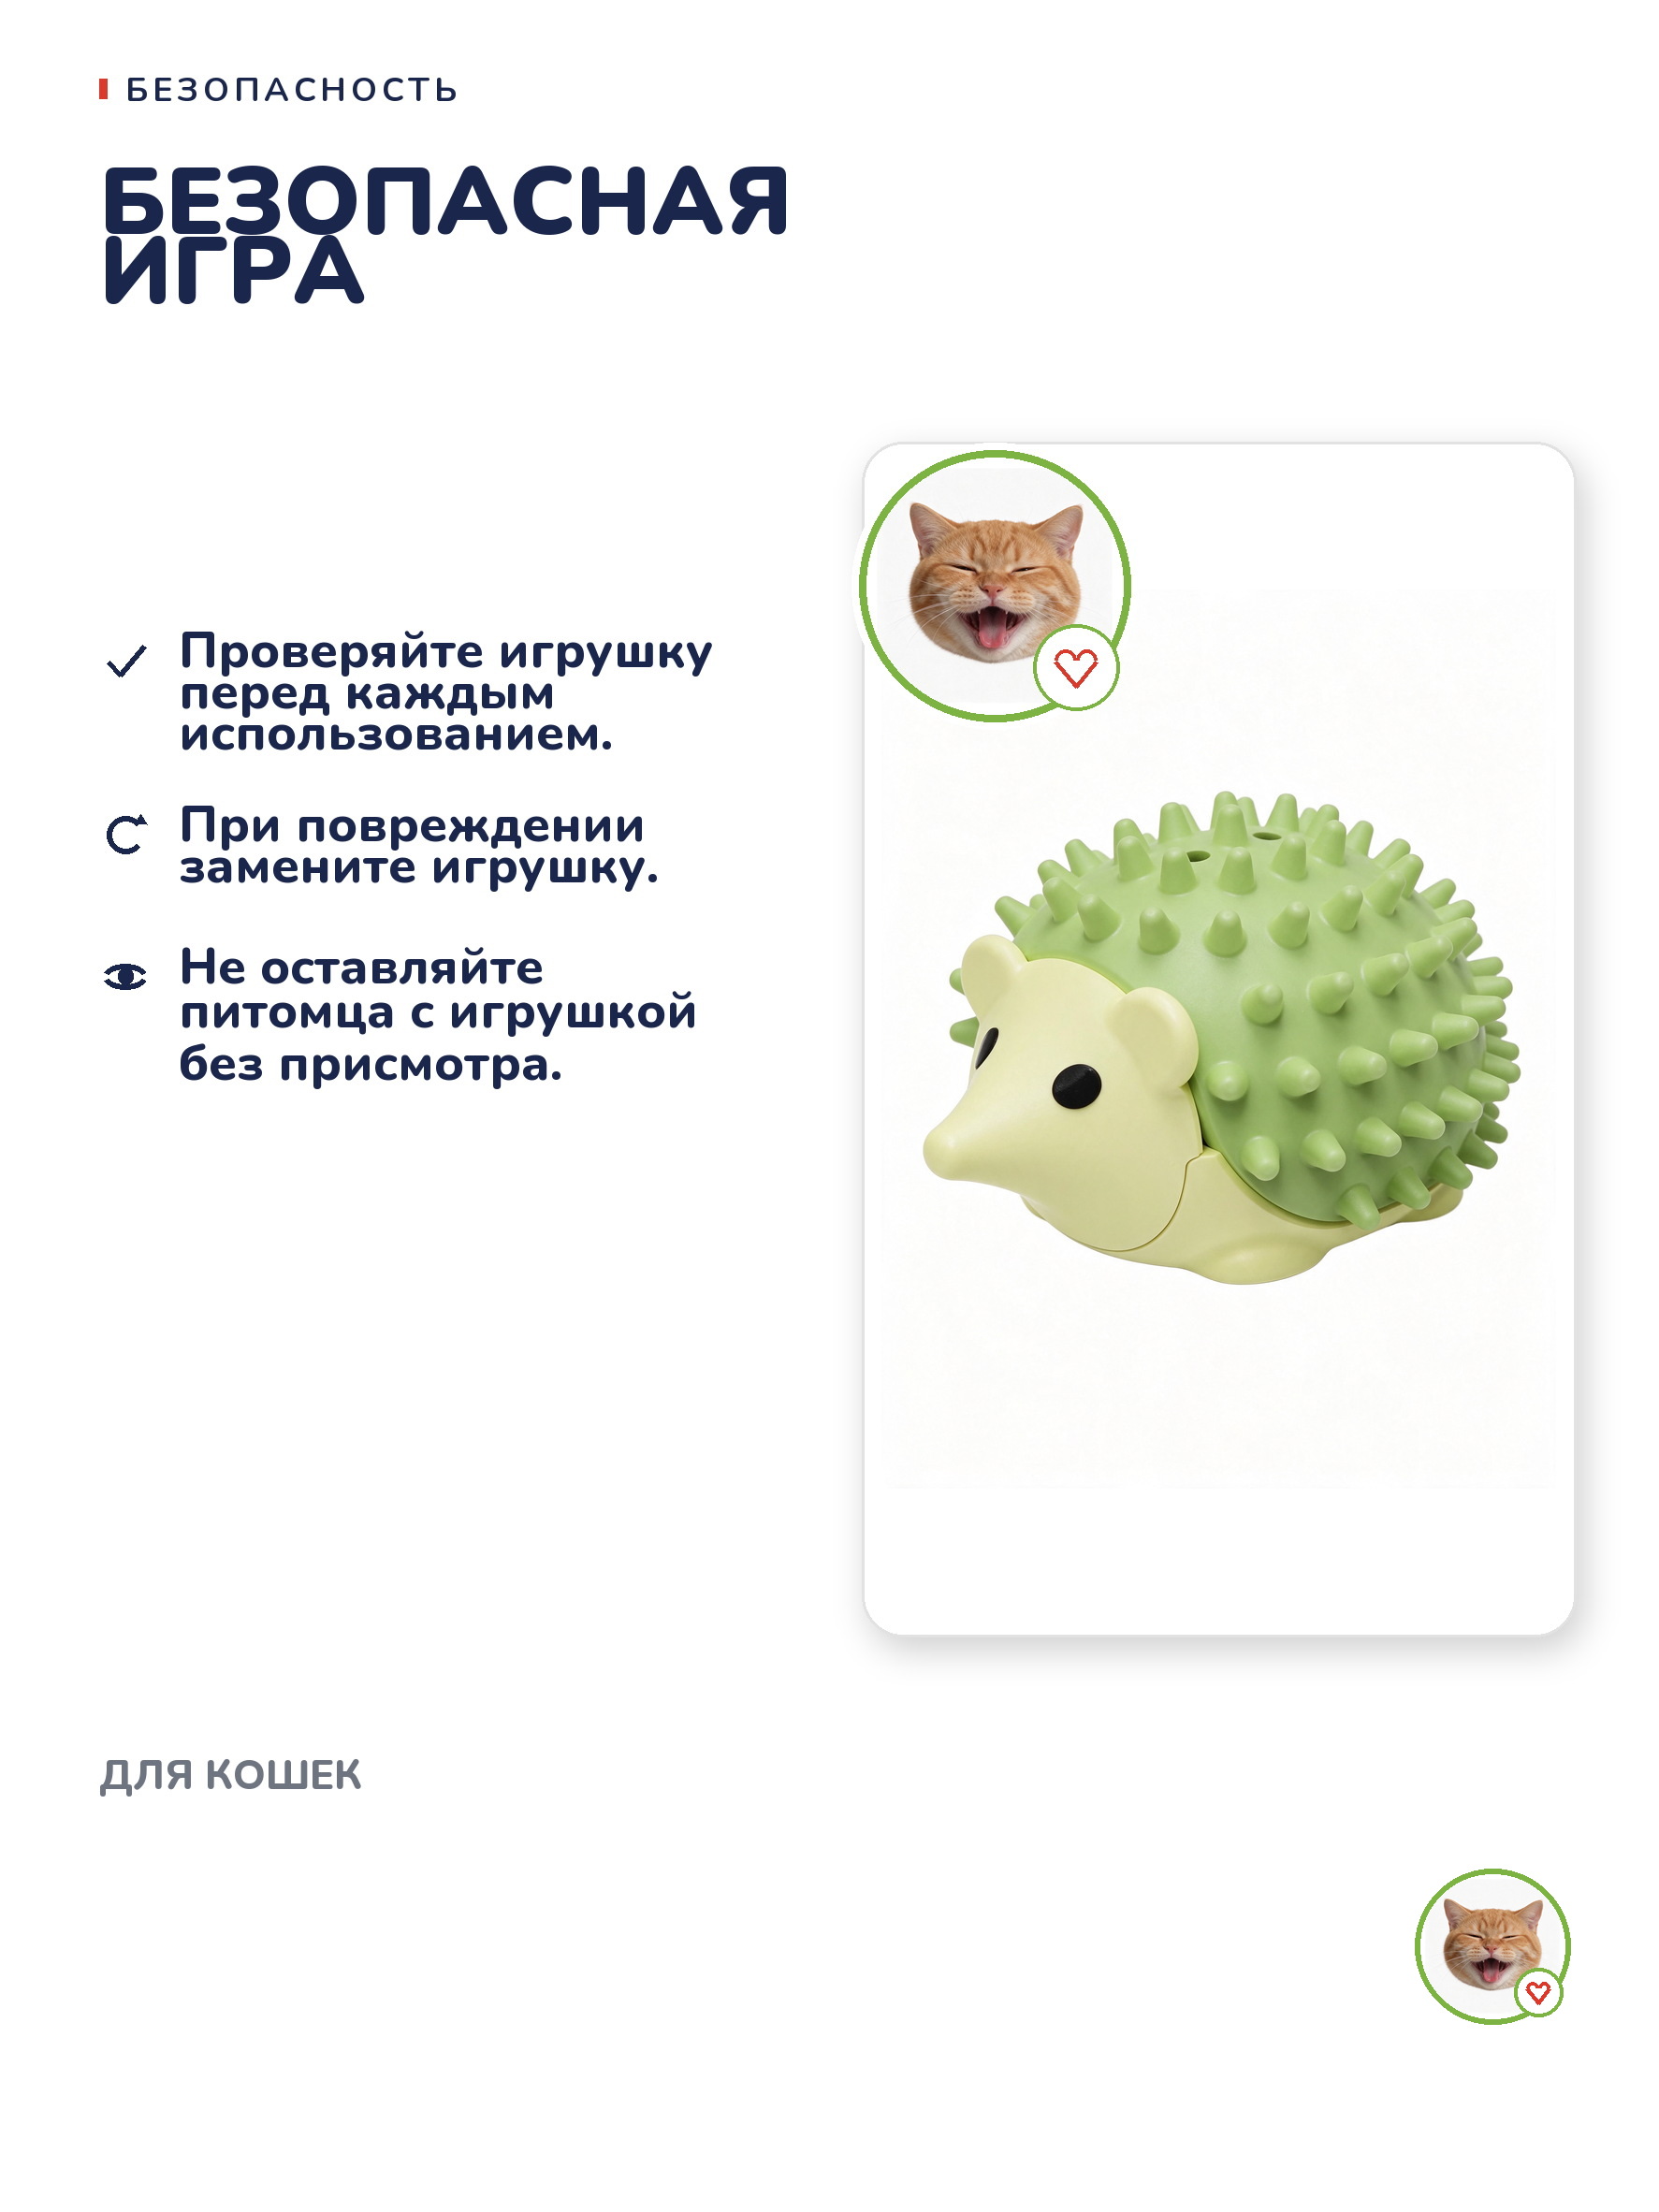 БЕЗОПАСНОСТЬ
БЕЗОПАСНАЯ
ИГРА
Проверяйте игрушку
перед каждым
использованием.
При повреждении
замените игрушку.
Не оставляйте
питомца с игрушкой
без присмотра.
ДЛЯ КОШЕК